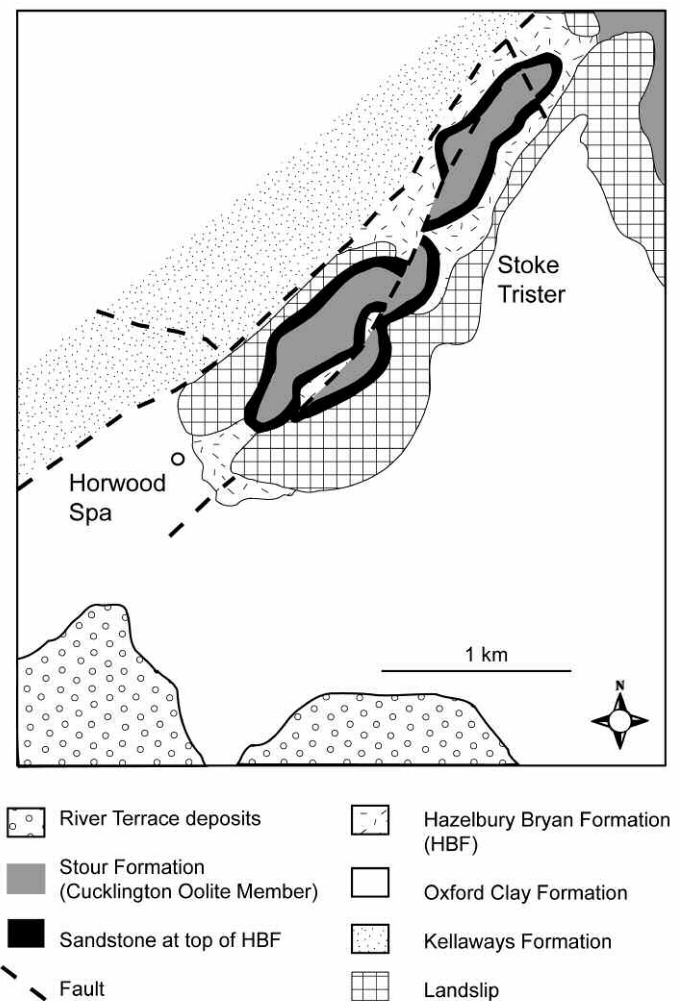 Stoke
Trister
Horwood
Spa
1 km
N
River Terrace deposits
Stour Formation
(Cucklington Oolite Member)
Sandstone at top of HBF
Fault
Hazelbury Bryan Formation
(HBF)
Oxford Clay Formation
Kellaways Formation
Landslip